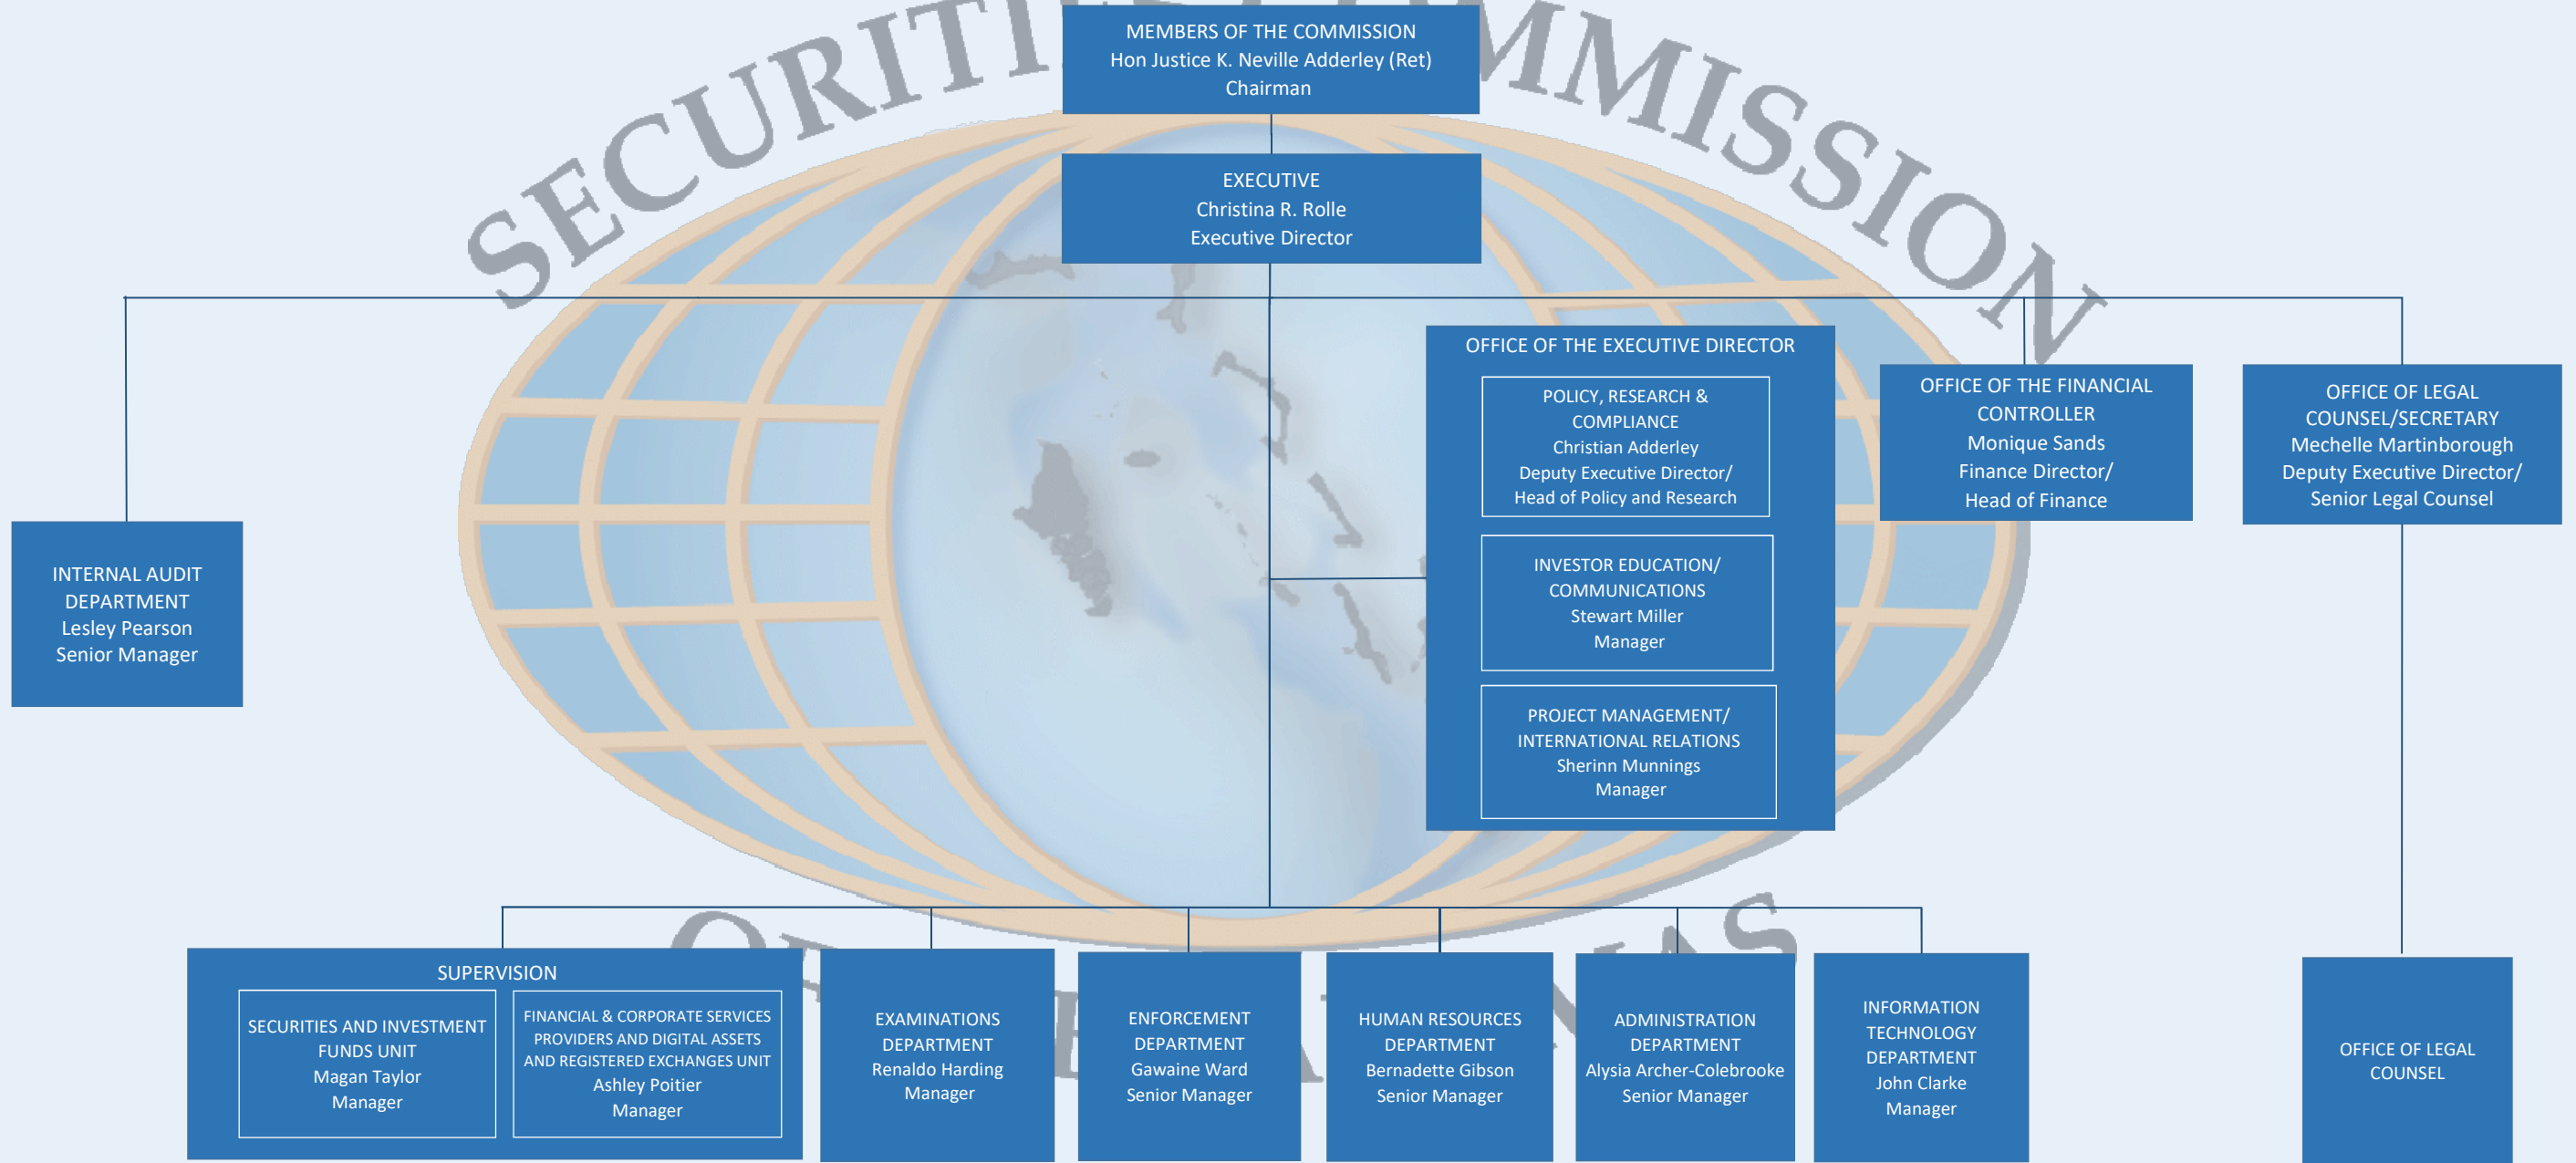 SECURITIES COMMISSION
MEMBERS OF THE COMMISSION
Hon Justice K. Neville Adderley (Ret)
Chairman
EXECUTIVE
Christina R. Rolle
Executive Director
OFFICE OF THE EXECUTIVE DIRECTOR
POLICY, RESEARCH &
COMPLIANCE
Christian Adderley
Deputy Executive Director/
Head of Policy and Research
INVESTOR EDUCATION/
COMMUNICATIONS
Stewart Miller
Manager
PROJECT MANAGEMENT/
INTERNATIONAL RELATIONS
Sherinn Munnings
Manager
OFFICE OF THE FINANCIAL
CONTROLLER
Monique Sands
Finance Director/
Head of Finance
OFFICE OF LEGAL
COUNSEL/SECRETARY
Mechelle Martinborough
Deputy Executive Director/
Senior Legal Counsel
INTERNAL AUDIT
DEPARTMENT
Lesley Pearson
Senior Manager
SUPERVISION
SECURITIES AND INVESTMENT
FUNDS UNIT
Magan Taylor
Manager
FINANCIAL & CORPORATE SERVICES
PROVIDERS AND DIGITAL ASSETS
AND REGISTERED EXCHANGES UNIT
Ashley Poitier
Manager
EXAMINATIONS
DEPARTMENT
Renaldo Harding
Manager
ENFORCEMENT
DEPARTMENT
Gawaine Ward
Senior Manager
HUMAN RESOURCES
DEPARTMENT
Bernadette Gibson
Senior Manager
ADMINISTRATION
DEPARTMENT
Alysia Archer-Colebrooke
Senior Manager
INFORMATION
TECHNOLOGY
DEPARTMENT
John Clarke
Manager
OFFICE OF LEGAL
COUNSEL